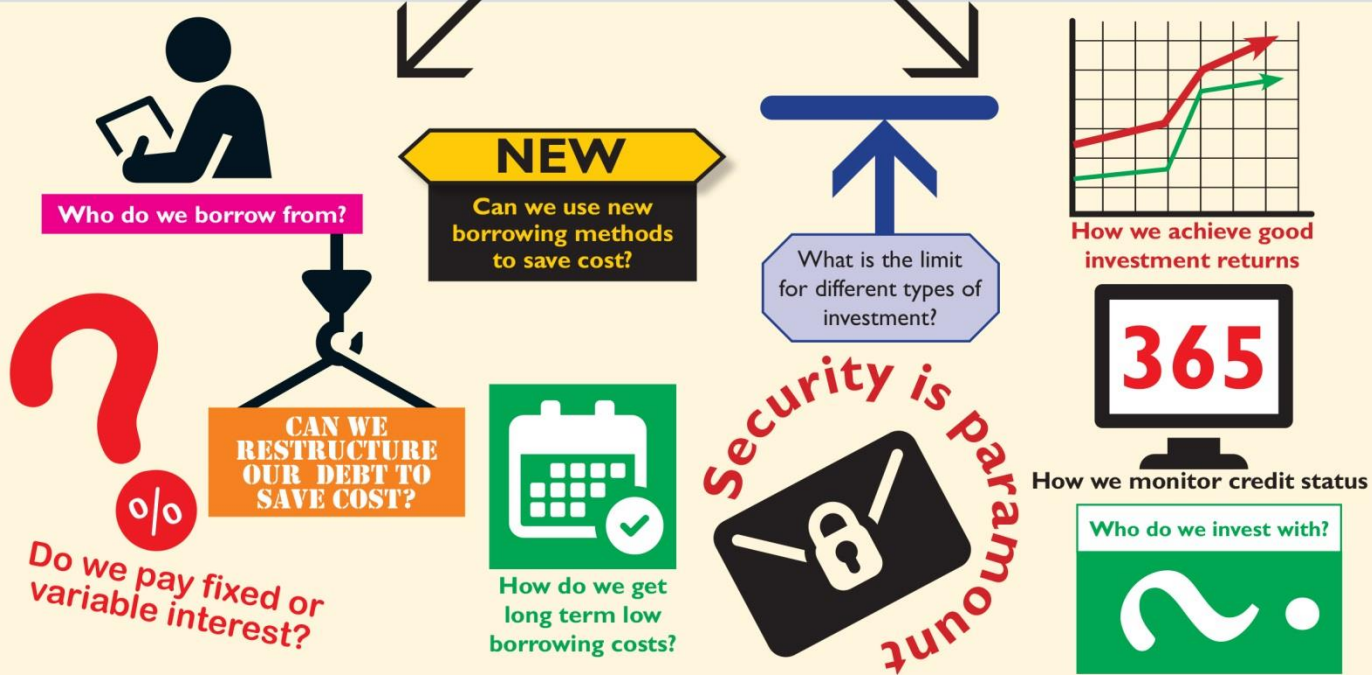 Who do we borrow from?
NEW
Can we use new
borrowing methods
to save cost?
What is the limit
for different types of
investment?
How we achieve good
investment returns
365
How we monitor credit status
Who do we invest with?
CAN WE
RESTRUCTURE
OUR DEBT TO
SAVE COST?
%
Do we pay fixed or
variable interest?
How do we get
long term low
borrowing costs?
Security is paramount